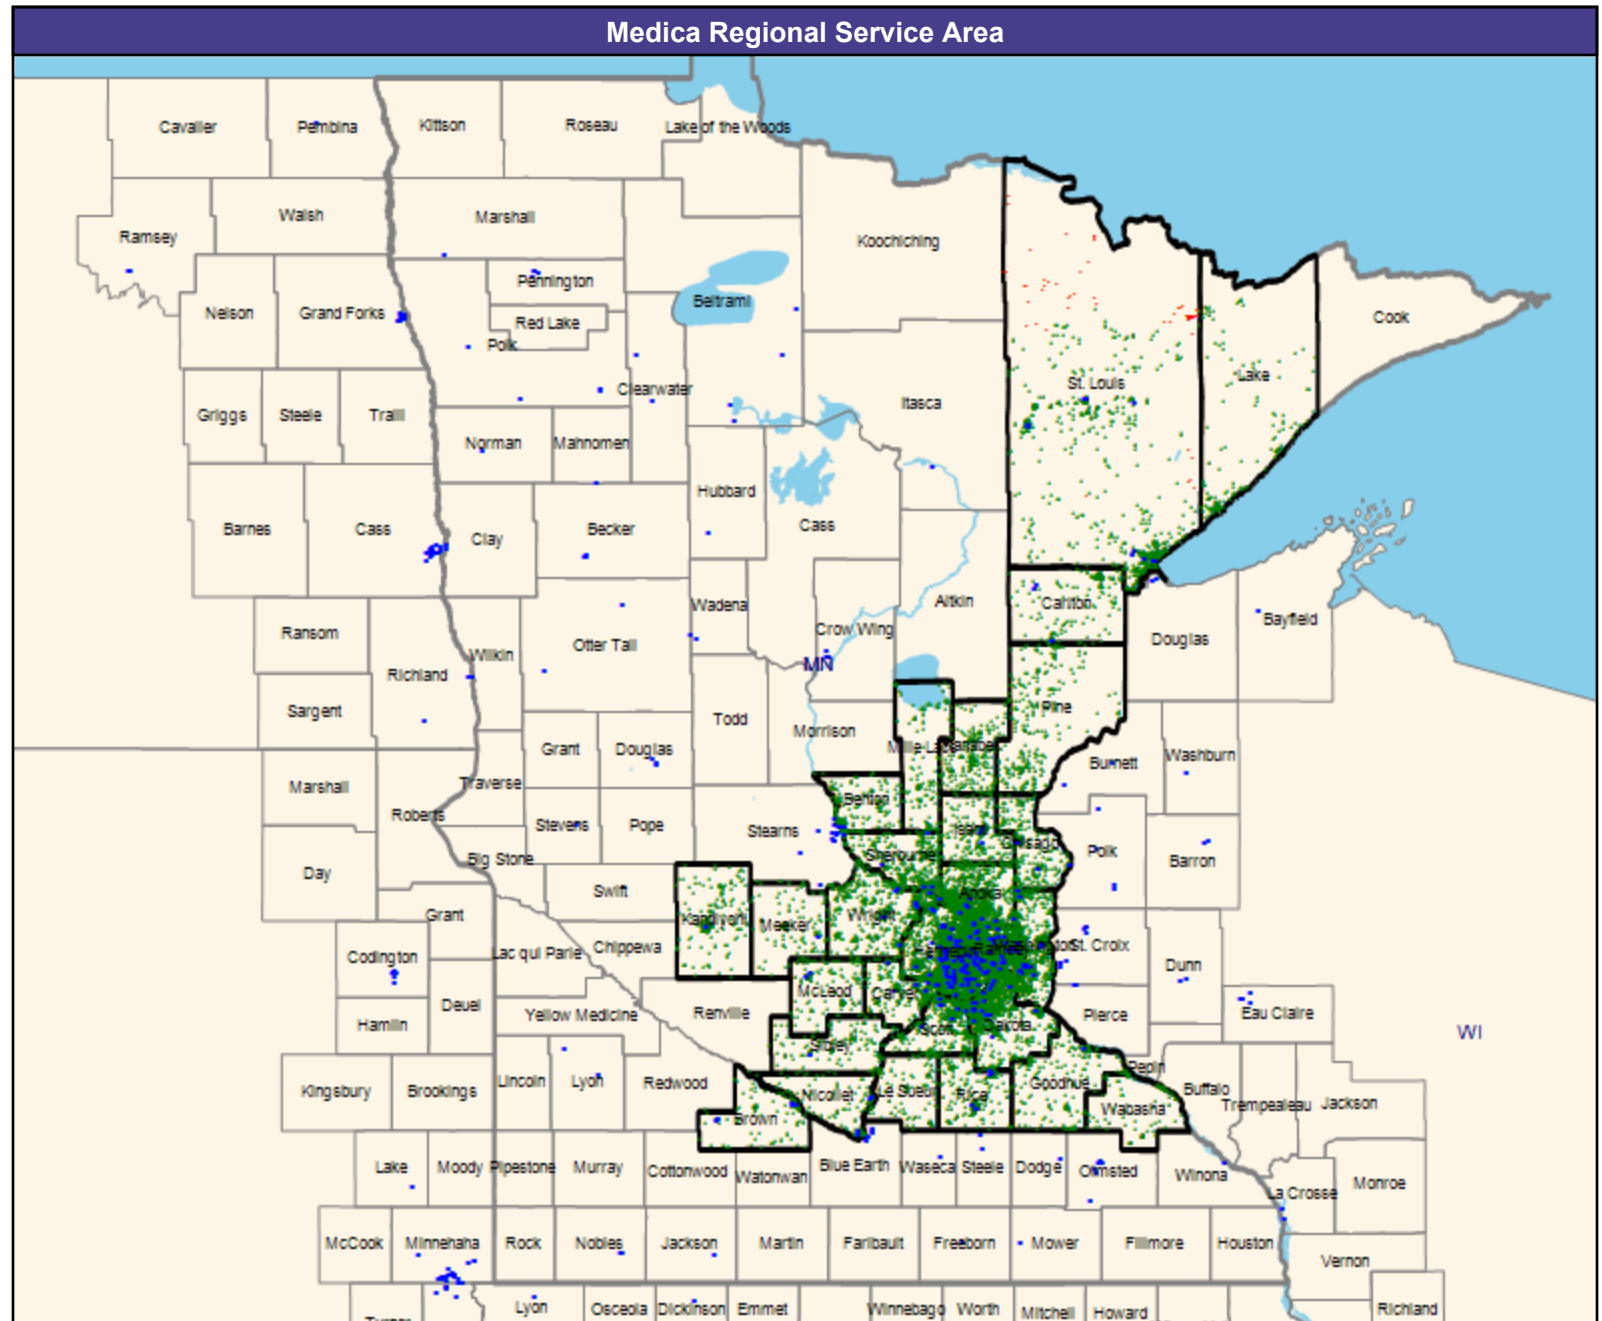 Medica Regional Service Area
Cavalier
Pembina
Kittson
Roseau
Lake of the Woods
Ramsey
Walsh
Marshall
Koochiching
Nelson
Grand Forks
Pennington
Red Lake
Polk
Beltrami
Clearwater
Cook
Griggs
Steele
Traill
Norman
Mahnomen
Itasca
St. Louis
Lake
Barnes
Cass
Clay
Becker
Hubbard
Cass
Ransom
Richland
Wilkin
Otter Tail
Wadena
Crow Wing
Aitkin
Carlton
Douglas
Bayfield
MN
Sargent
Grant
Douglas
Todd
Morrison
Mille Lacs
Kanabec
Pine
Burnett
Washburn
Marshall
Roberts
Traverse
Stevens
Pope
Stearns
Benton
Isanti
Chisago
Polk
Barron
Day
Big Stone
Swift
Sherburne
Anoka
Grant
Codington
Lac qui Parle
Chippewa
Kandiyohi
Meeker
Wright
Hennepin
Ramsey
Washington
St. Croix
Dunn
Hamlin
Deuel
Yellow Medicine
Renville
McLeod
Carver
Scott
Dakota
Pierce
Eau Claire
WI
Sibley
Kingsbury
Brookings
Lincoln
Lyon
Redwood
Brown
Nicollet
Le Sueur
Rice
Goodhue
Wabasha
Pepin
Buffalo
Trempealeau
Jackson
Lake
Moody
Pipestone
Murray
Cottonwood
Watonwan
Blue Earth
Waseca
Steele
Dodge
Olmsted
Winona
La Crosse
Monroe
McCook
Minnehaha
Rock
Nobles
Jackson
Martin
Faribault
Freeborn
Mower
Fillmore
Houston
Vernon
Turner
Lyon
Osceola
Dickinson
Emmet
Winnebago
Worth
Mitchell
Howard
Richland